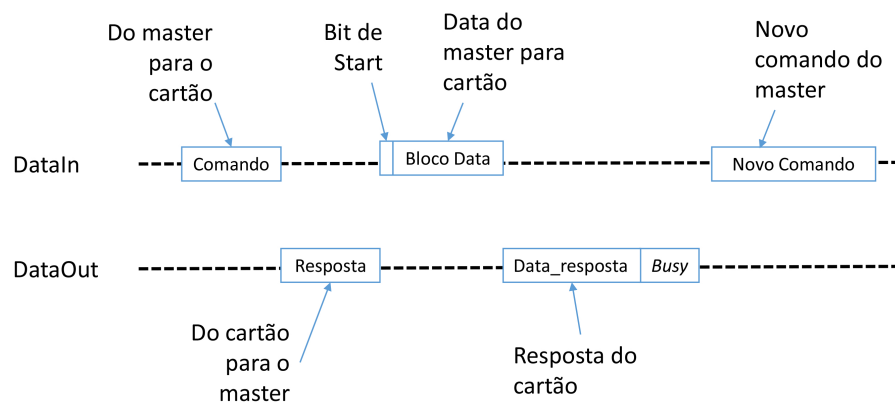 Do master
para o
cartão
Bit de
Start
Data do
master para
cartão
Novo
comando do
master
DataIn
Comando
Bloco Data
Novo Comando
DataOut
Resposta
Data_resposta
Busy
Do cartão
para o
master
Resposta do
cartão